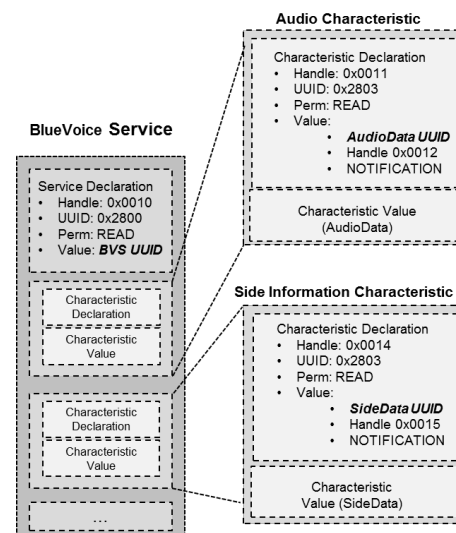 BlueVoice Service
Service Declaration
• Handle: 0x0010
• UUID: 0x2800
• Perm: READ
• Value: BVS UUID
Characteristic
Declaration
Characteristic
Value
Characteristic
Declaration
Characteristic
Value
...
Audio Characteristic
Characteristic Declaration
• Handle: 0x0011
• UUID: 0x2803
• Perm: READ
• Value:
• AudioData UUID
• Handle 0x0012
• NOTIFICATION
Characteristic Value
(AudioData)
Side Information Characteristic
Characteristic Declaration
• Handle: 0x0014
• UUID: 0x2803
• Perm: READ
• Value:
• SideData UUID
• Handle 0x0015
• NOTIFICATION
Characteristic
Value (SideData)